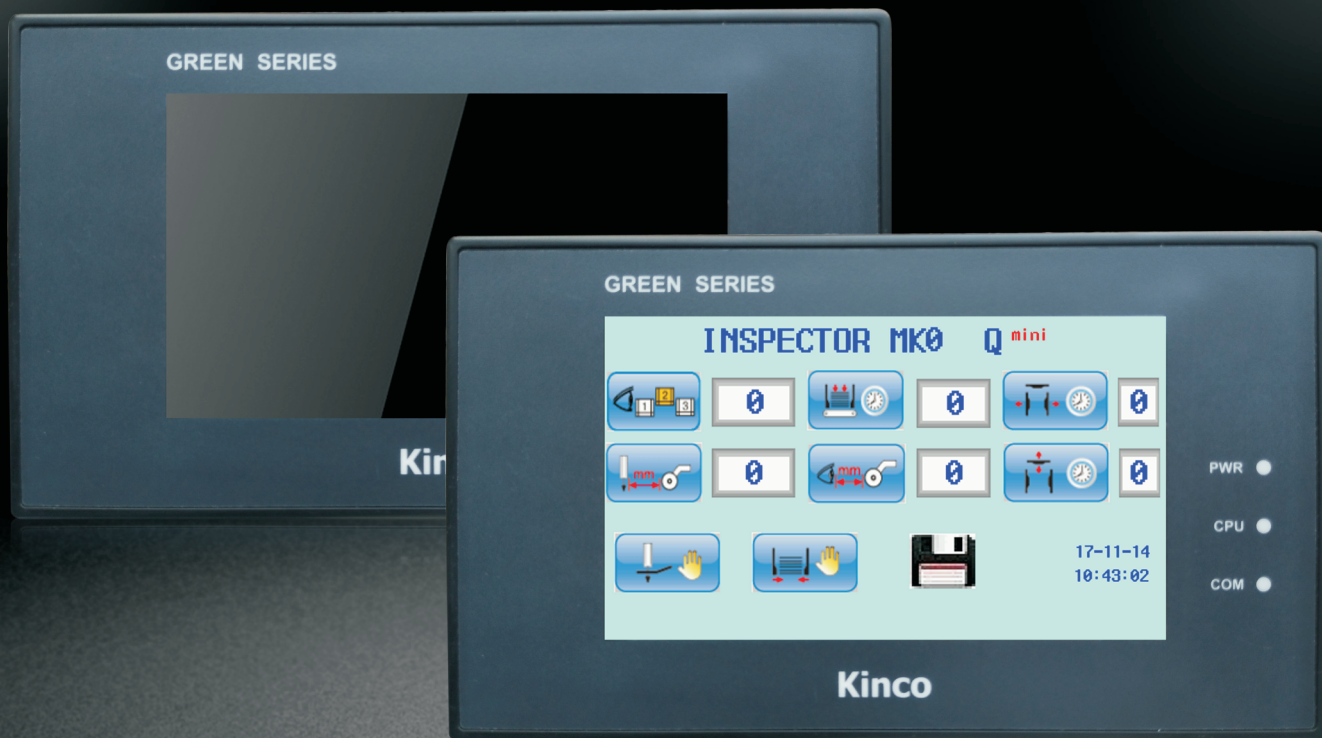 GREEN SERIES
Kin
GREEN SERIES
INSPECTOR MK0 Q mini
1 2 3
0
0
0
mm
0
mm
0
0
17-11-14
10:43:02
PWR
CPU
COM
Kinco